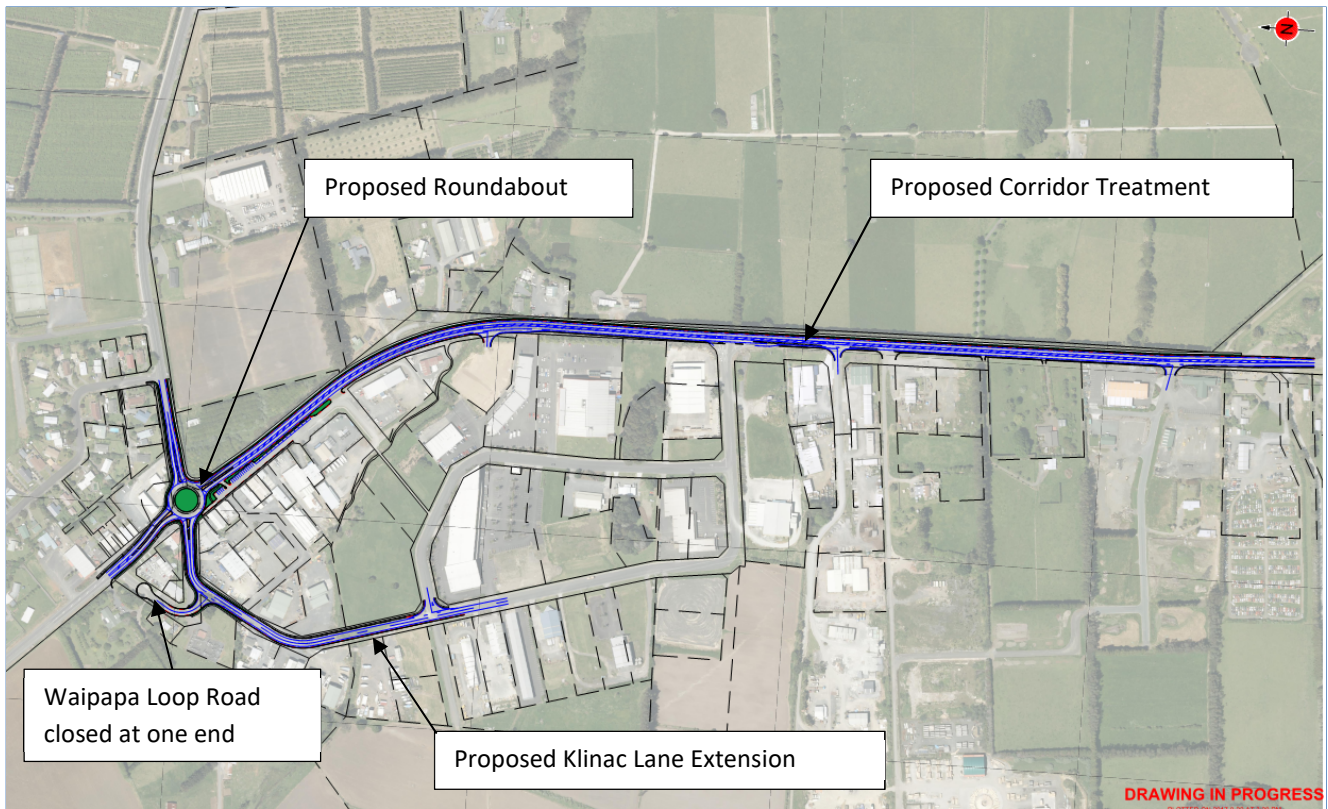 N
Proposed Roundabout
Proposed Corridor Treatment
Waipapa Loop Road
closed at one end
Proposed Klinac Lane Extension
DRAWING IN PROGRESS